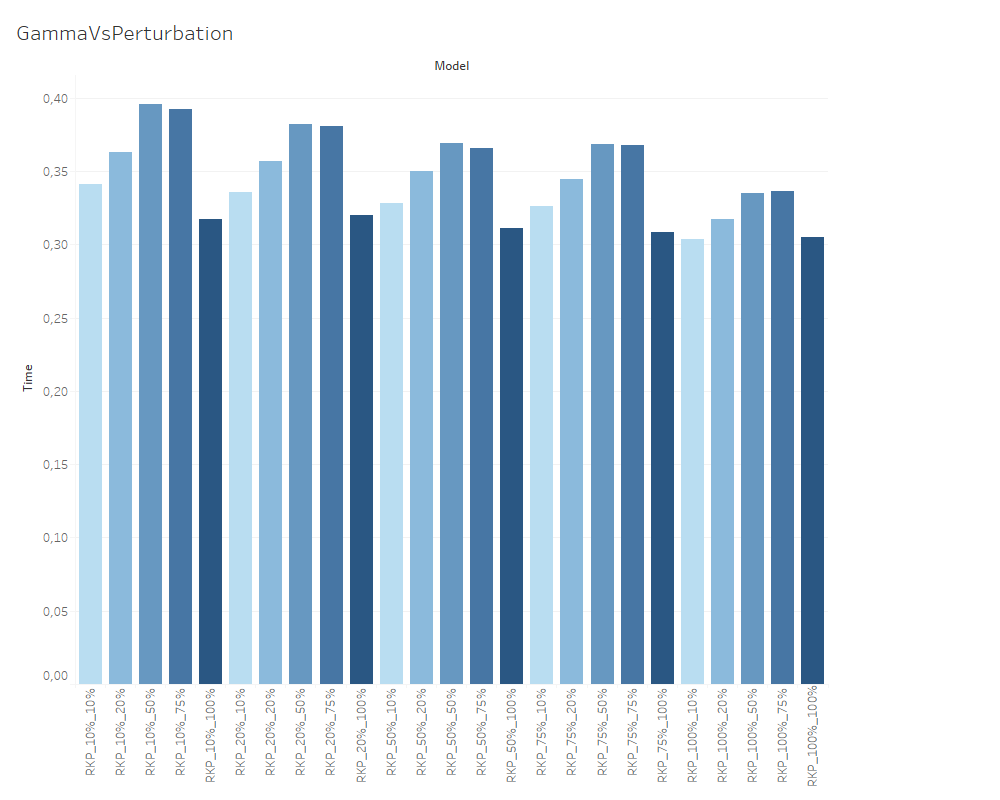 GammaVsPerturbation
Model
0,40
0,35
0,30
0,25
0,20
0,15
0,10
0,05
0,00
Time
RKP_10%_10%
RKP_10%_20%
RKP_10%_50%
RKP_10%_75%
RKP_10%_100%
RKP_20%_10%
RKP_20%_20%
RKP_20%_50%
RKP_20%_75%
RKP_20%_100%
RKP_50%_10%
RKP_50%_20%
RKP_50%_50%
RKP_50%_75%
RKP_50%_100%
RKP_75%_10%
RKP_75%_20%
RKP_75%_50%
RKP_75%_75%
RKP_75%_100%
RKP_100%_10%
RKP_100%_20%
RKP_100%_50%
RKP_100%_75%
RKP_100%_100%